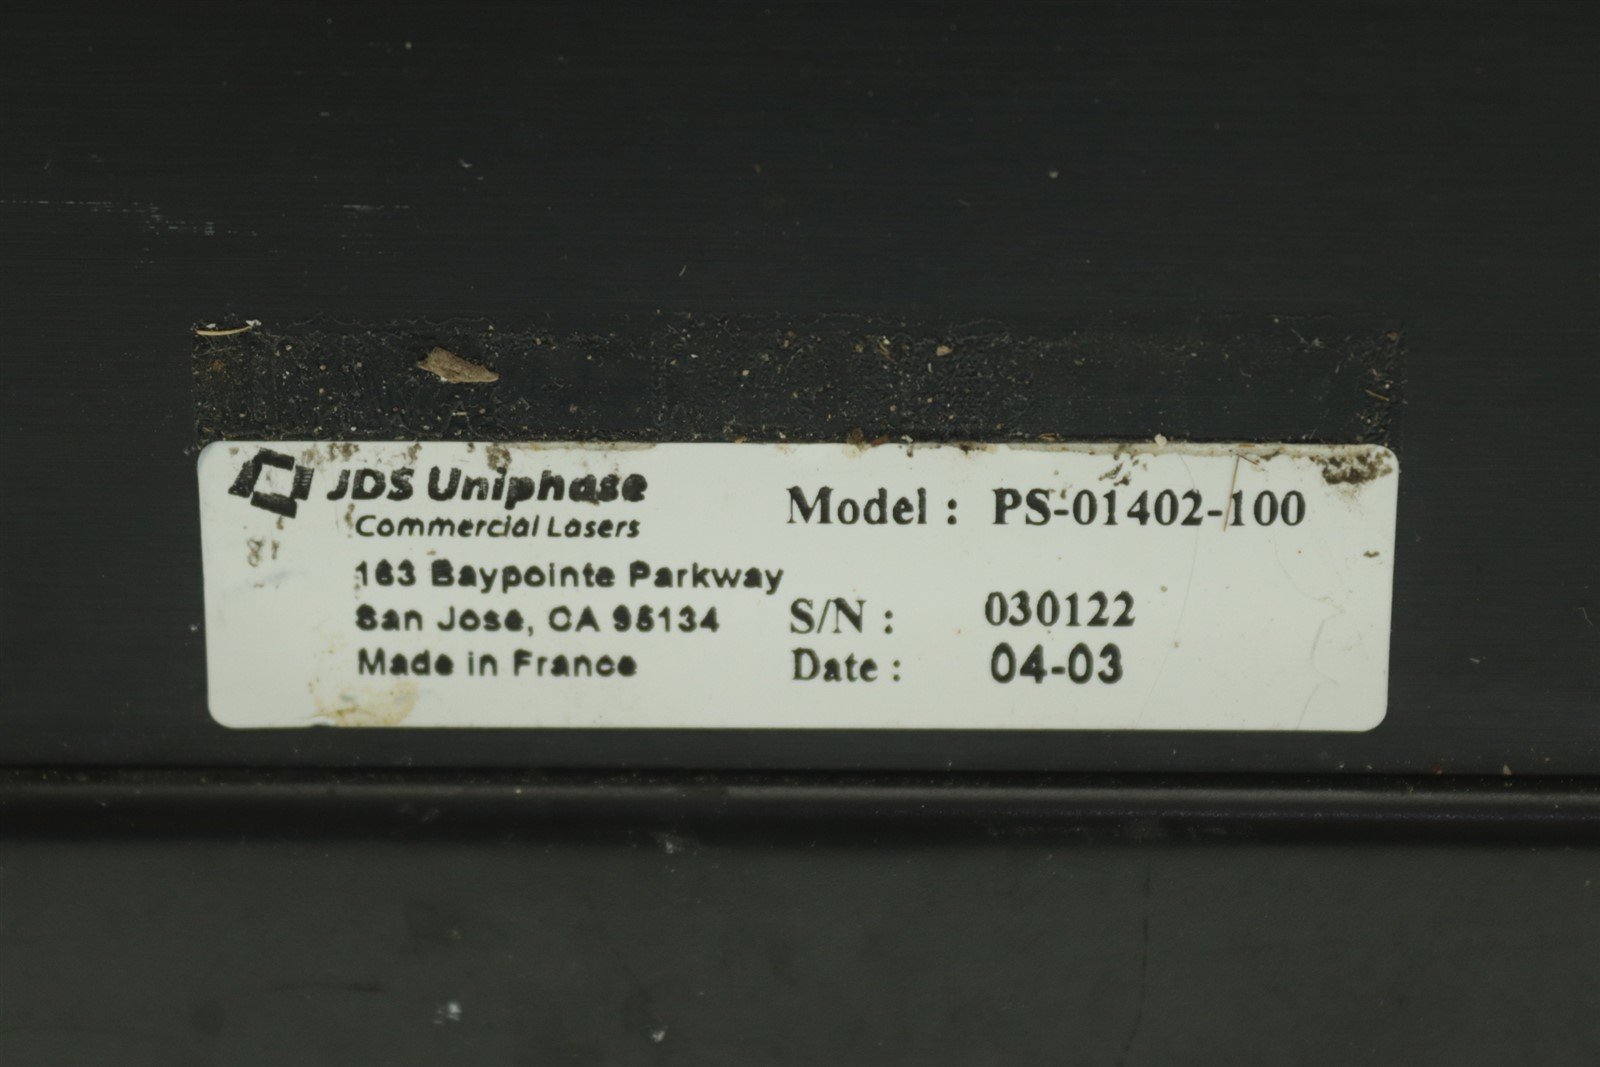 JDS Uniphase
Commercial Lasers
163 Baypointe Parkway
San Jose, CA 95134
Made in France
Model : PS-01402-100
S/N : 030122
Date : 04-03